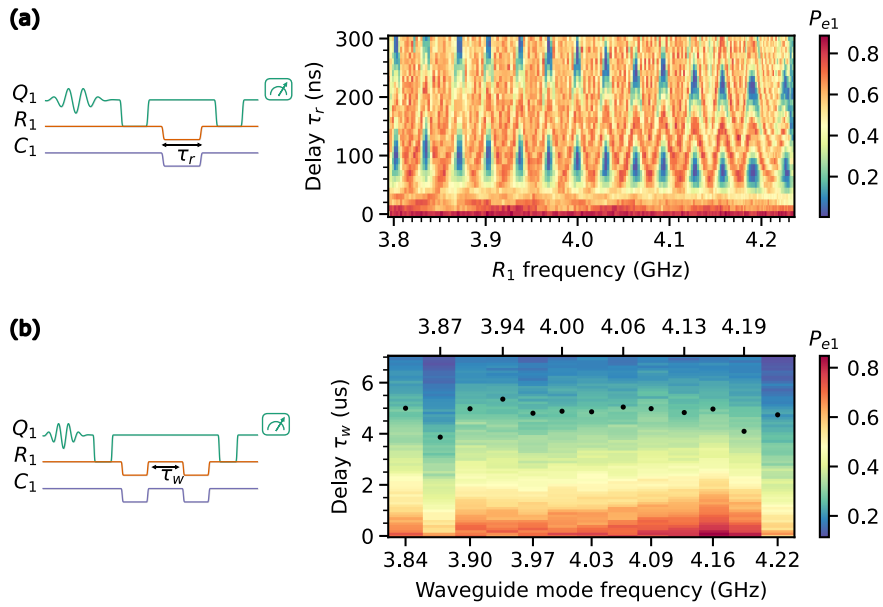 (a)
Q1
R1
C1
τr
Delay τr (ns)
300
200
100
0
3.8 3.9 4.0 4.1 4.2
R1 frequency (GHz)
Pe1
0.8
0.6
0.4
0.2
(b)
Q1
R1
C1
τw
3.87 3.94 4.00 4.06 4.13 4.19
Delay τw (us)
6
4
2
0
3.84 3.90 3.97 4.03 4.09 4.16 4.22
Waveguide mode frequency (GHz)
Pe1
0.8
0.6
0.4
0.2